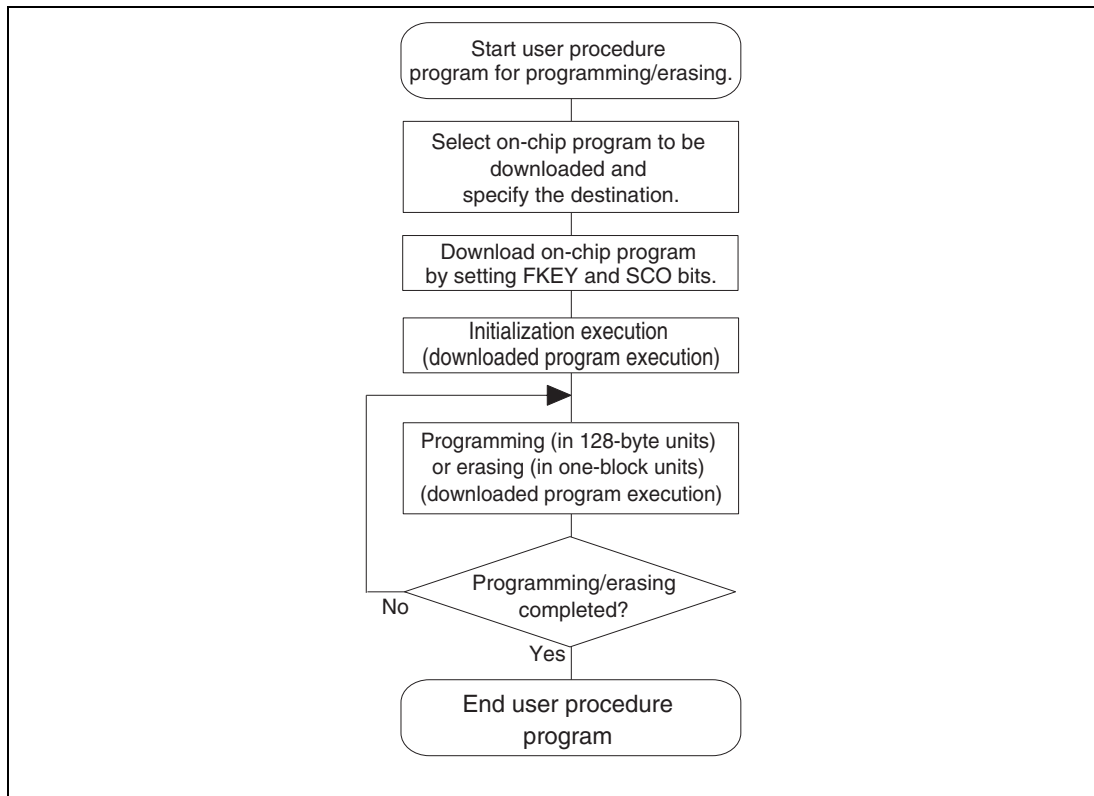 Start user procedure
program for programming/erasing.
Select on-chip program to be
downloaded and
specify the destination.
Download on-chip program
by setting FKEY and SCO bits.
Initialization execution
(downloaded program execution)
Programming (in 128-byte units)
or erasing (in one-block units)
(downloaded program execution)
Programming/erasing
completed?
No
Yes
End user procedure
program